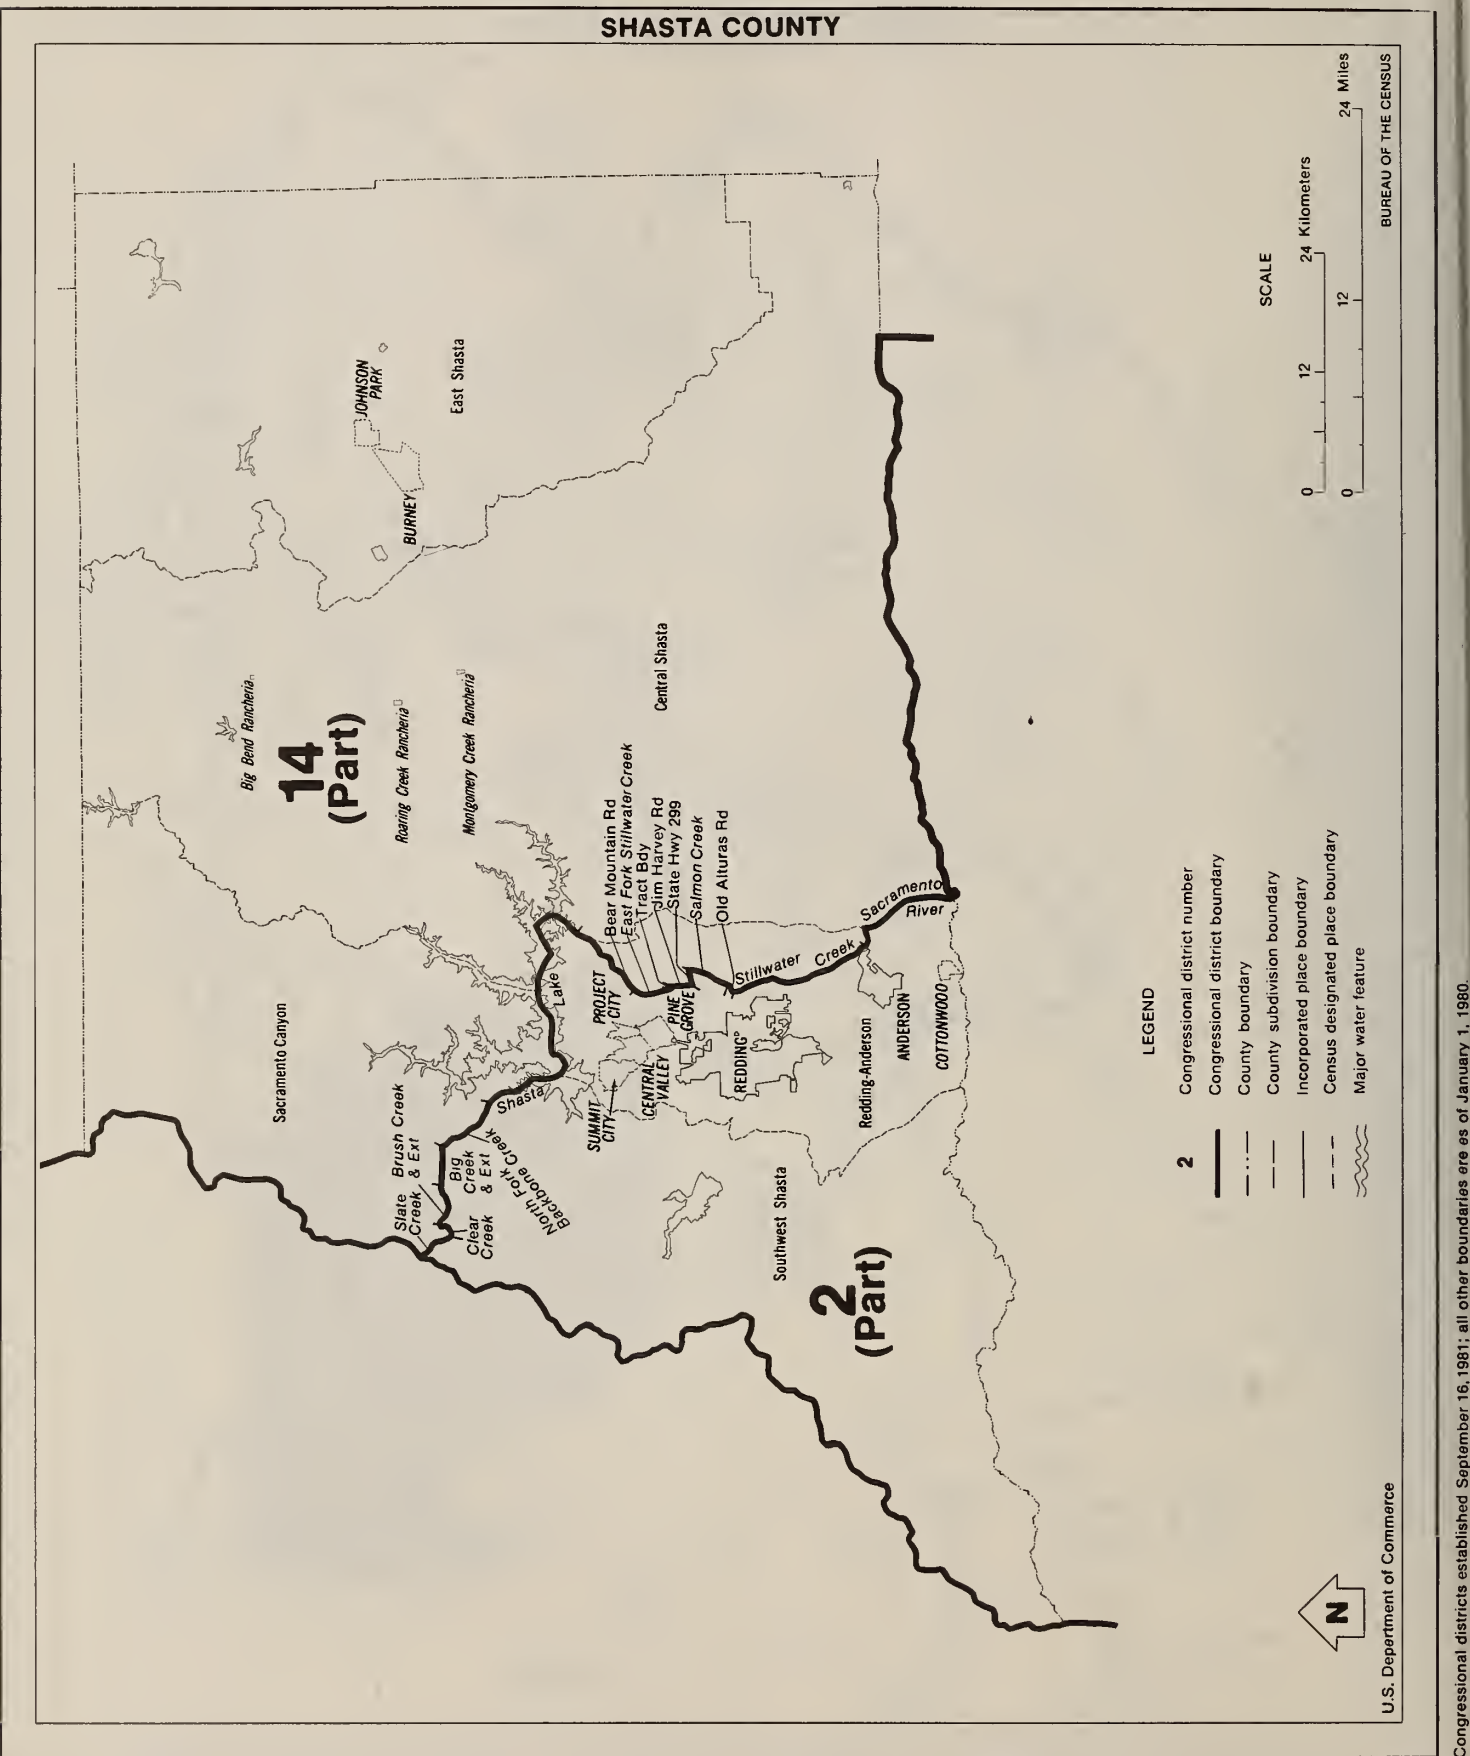 SHASTA COUNTY
Sacramento Canyon
Big Bend Rancheria
14
(Part)
Roaring Creek Rancheria
Montgomery Creek Rancheria
JOHNSON
PARK
BURNEY
East Shasta
Central Shasta
Slate
Creek
Brush Creek
& Ext
Big
Creek
& Ext
Clear
Creek
North Fork
Backbone Creek
Shasta
Lake
SUMMIT
CITY
PROJECT
CITY
CENTRAL
VALLEY
PINE
GROVE
Bear Mountain Rd
East Fork Stillwater Creek
Tract Bdy
Jim Harvey Rd
State Hwy 299
Salmon Creek
Old Alturas Rd
REDDING
Stillwater Creek
Sacramento
River
Redding-Anderson
ANDERSON
COTTONWOOD
Southwest Shasta
2
(Part)
LEGEND
2 Congressional district number
Congressional district boundary
County boundary
County subdivision boundary
Incorporated place boundary
Census designated place boundary
Major water feature
SCALE
0 12 24 Kilometers
0 12 24 Miles
N
U.S. Department of Commerce
BUREAU OF THE CENSUS
Congressional districts established September 16, 1981; all other boundaries ere es of January 1, 1980.